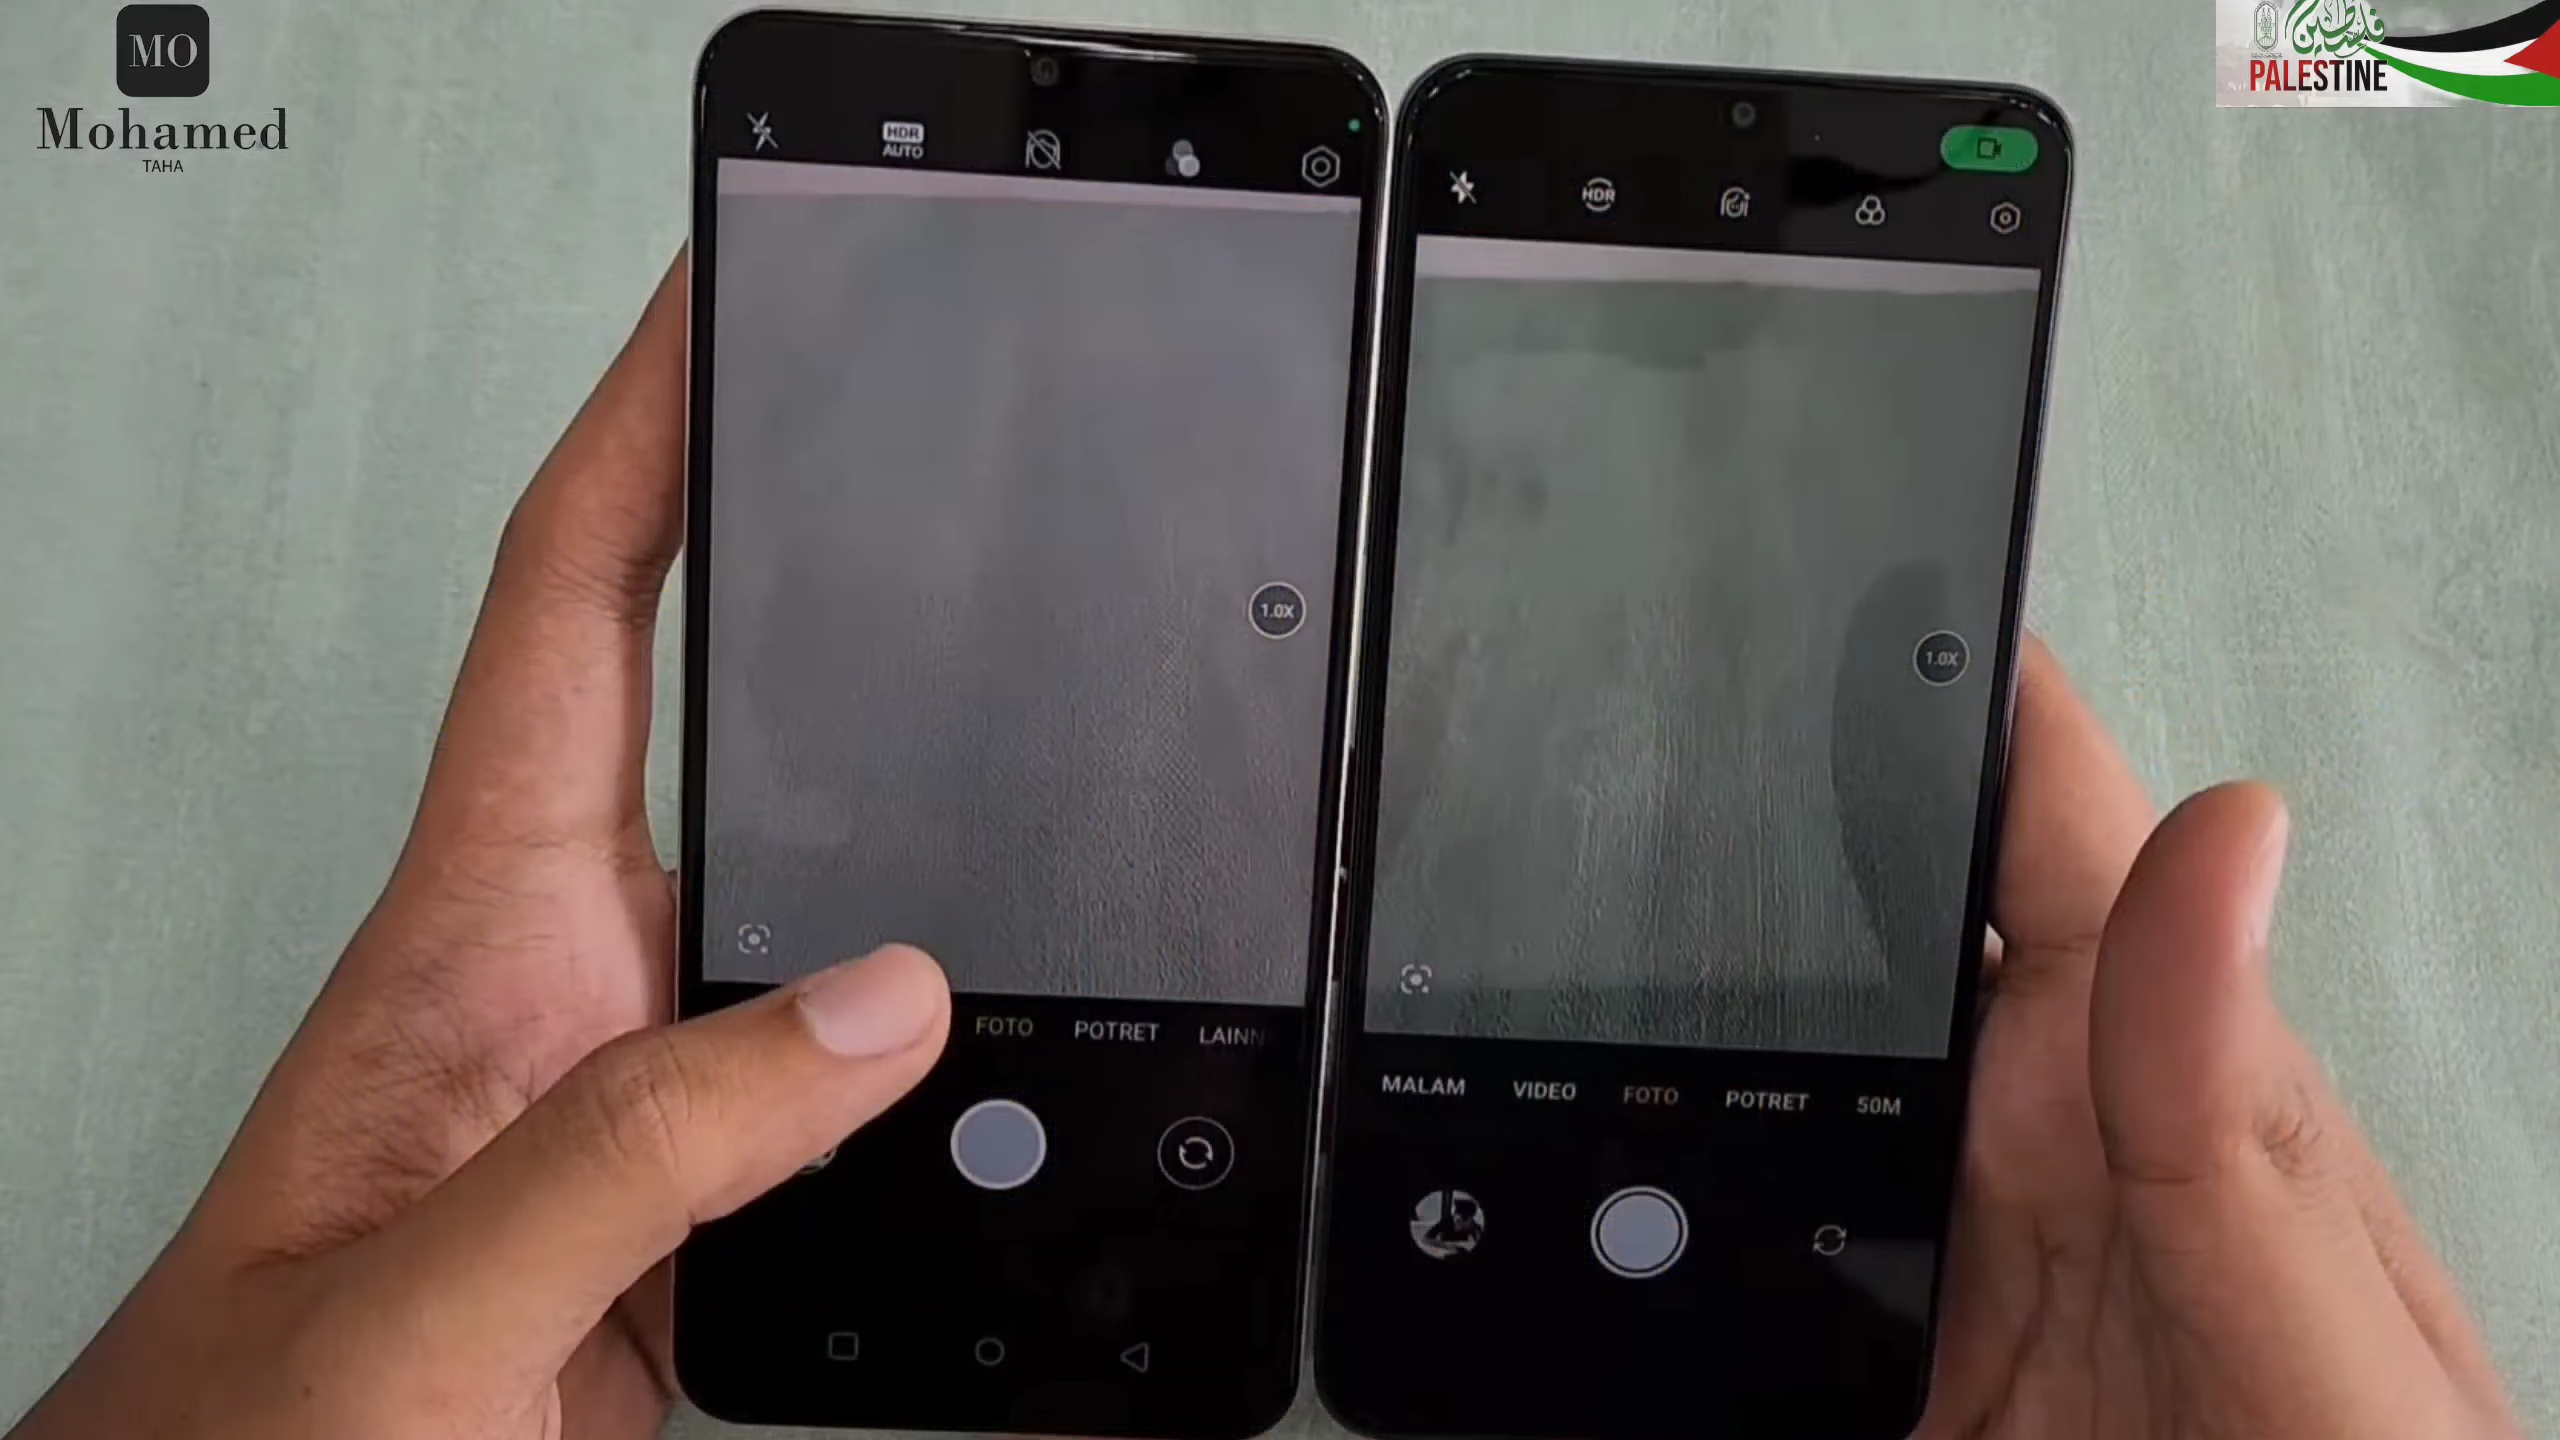 MO
Mohamed
TAHA
فلسطين
PALESTINE
HDR
AUTO
1.0X
FOTO POTRET LAINN
HDR
1.0X
MALAM VIDEO FOTO POTRET 50M